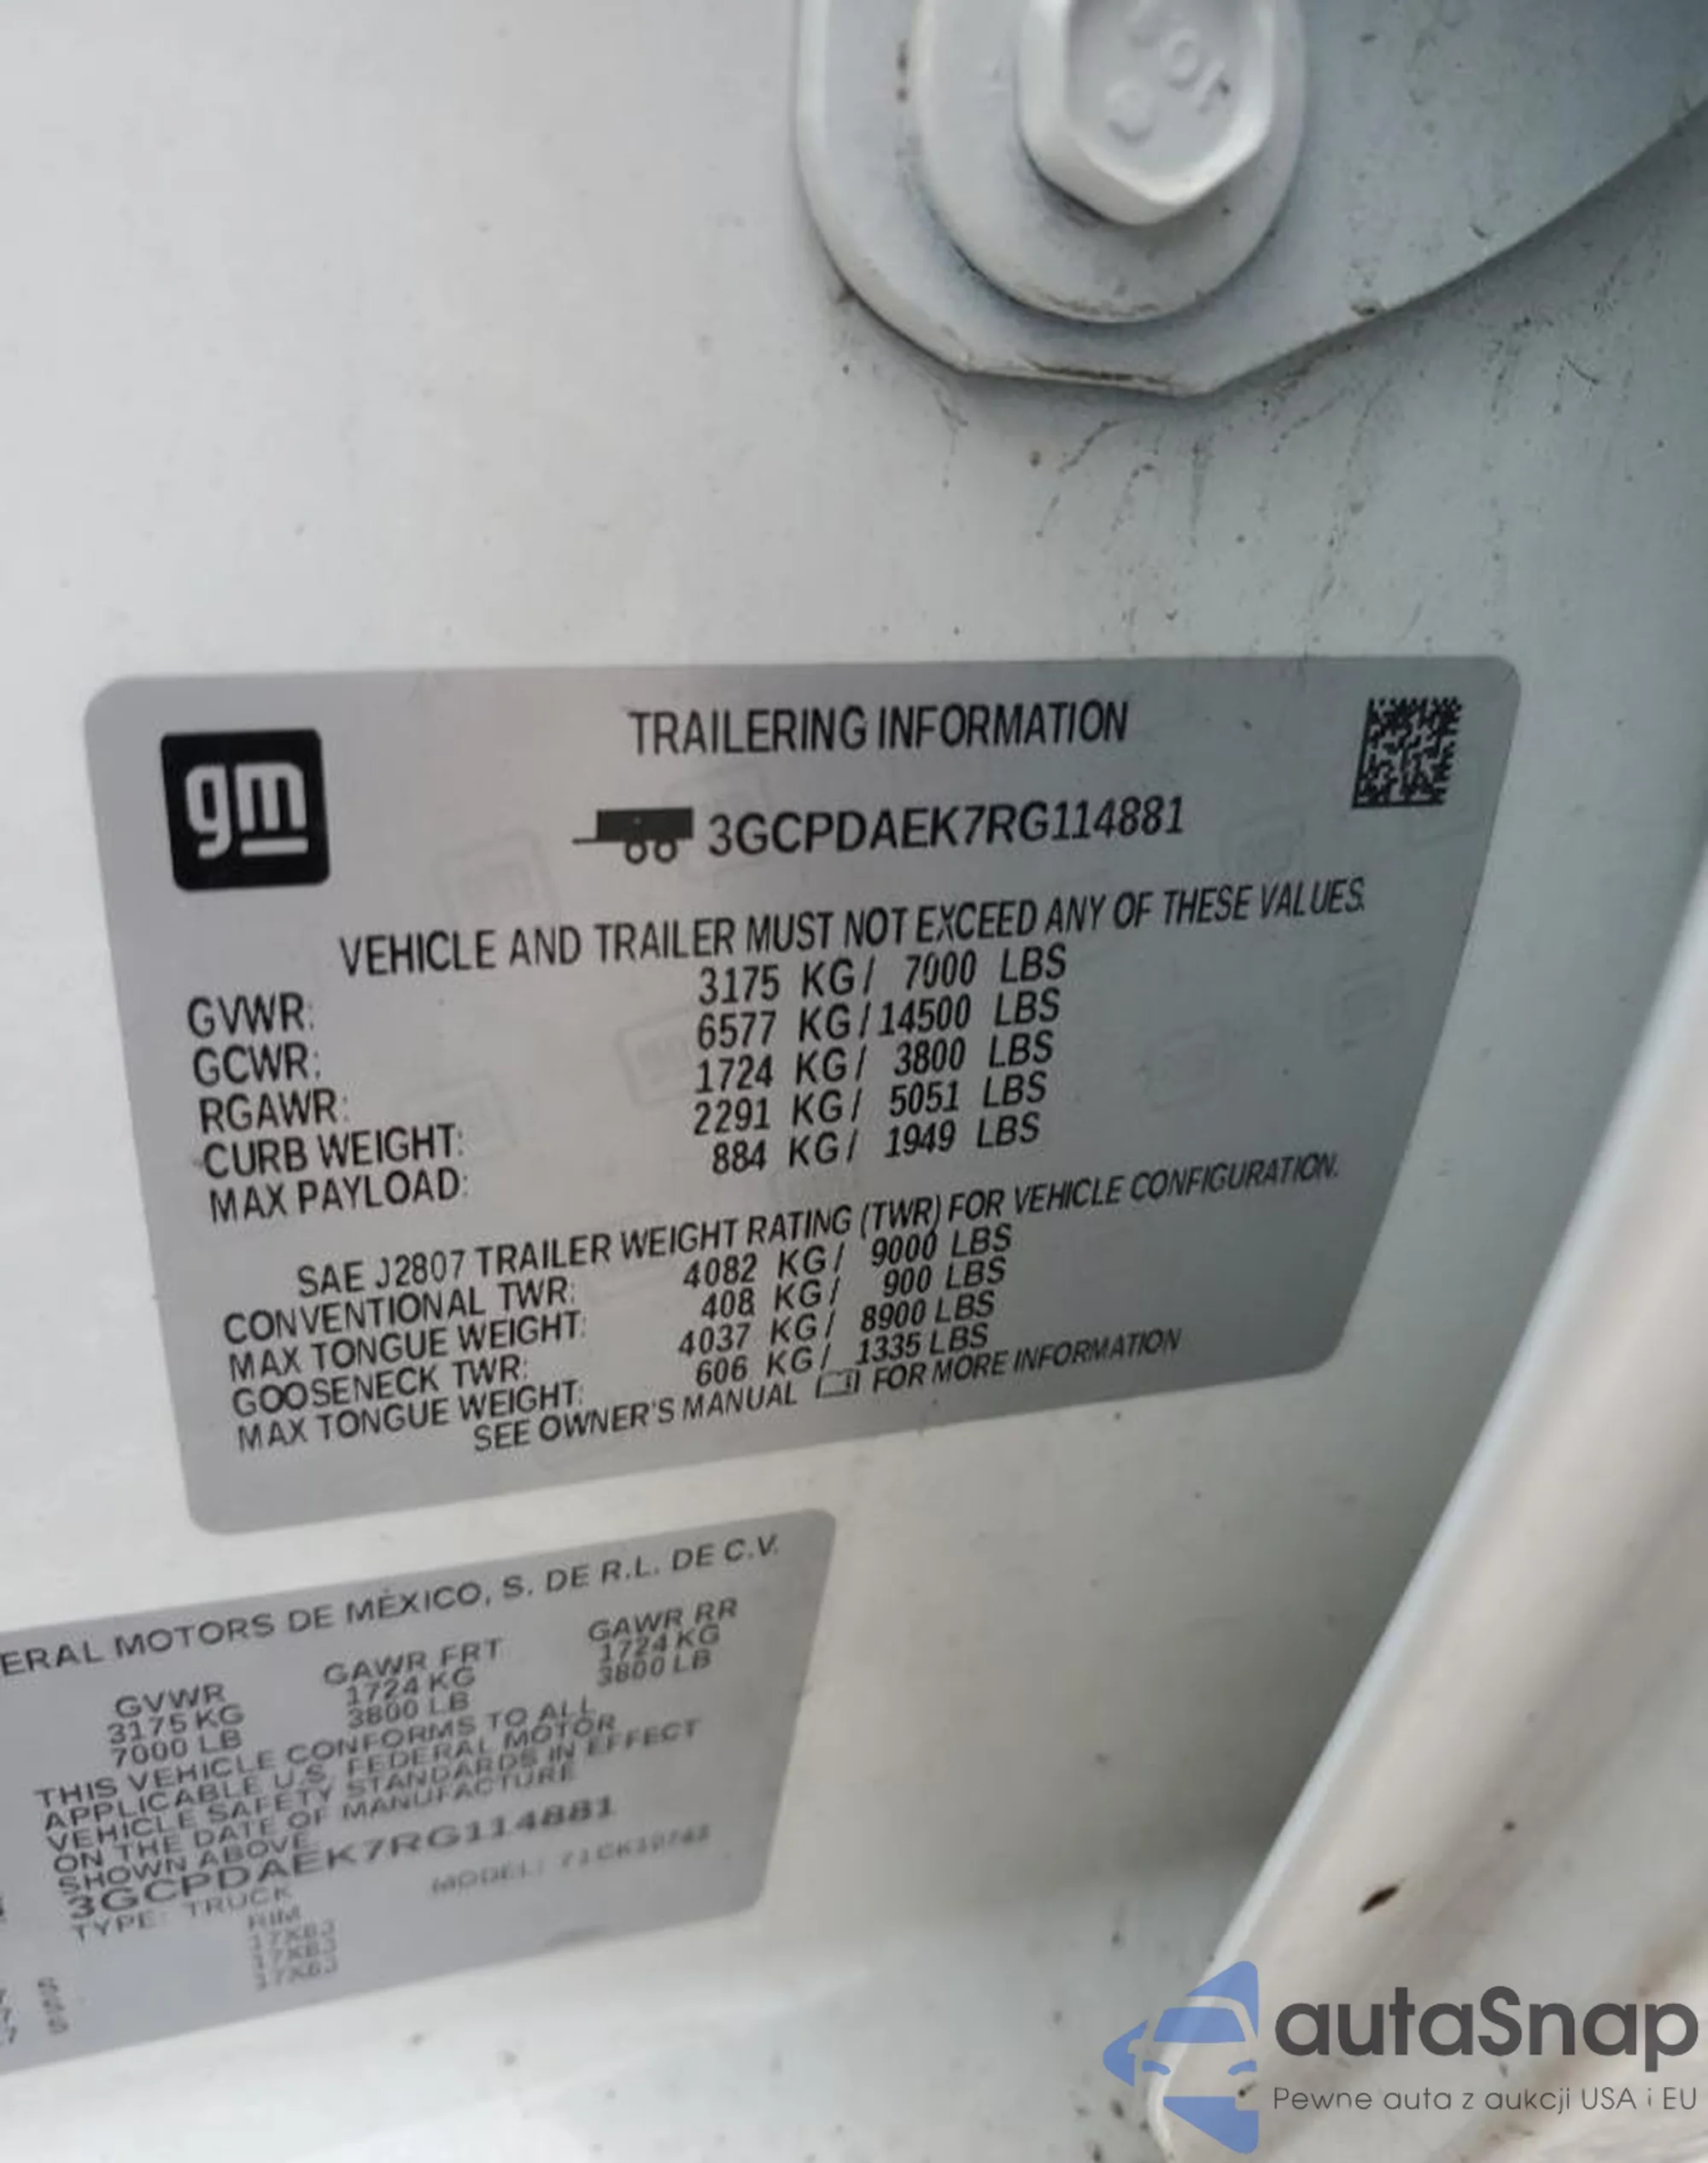 gm
TRAILERING INFORMATION
3GCPDAEK7RG114881
VEHICLE AND TRAILER MUST NOT EXCEED ANY OF THESE VALUES.
GVWR: 3175 KG/ 7000 LBS
GCWR: 6577 KG/14500 LBS
RGAWR: 1724 KG/ 3800 LBS
CURB WEIGHT: 2291 KG/ 5051 LBS
MAX PAYLOAD: 884 KG/ 1949 LBS
SAE J2807 TRAILER WEIGHT RATING (TWR) FOR VEHICLE CONFIGURATION.
CONVENTIONAL TWR: 4082 KG/ 9000 LBS
MAX TONGUE WEIGHT: 408 KG/ 900 LBS
GOOSENECK TWR: 4037 KG/ 8900 LBS
MAX TONGUE WEIGHT: 606 KG/ 1335 LBS
SEE OWNER'S MANUAL FOR MORE INFORMATION
ERAL MOTORS DE MÉXICO, S. DE R.L. DE C.V.
GVWR GAWR FRT GAWR RR
3175 KG 1724 KG 1724 KG
7000 LB 3800 LB 3800 LB
THIS VEHICLE CONFORMS TO ALL
APPLICABLE U.S. FEDERAL MOTOR
VEHICLE SAFETY STANDARDS IN EFFECT
ON THE DATE OF MANUFACTURE
SHOWN ABOVE
3GCPDAEK7RG114881
TYPE: TRUCK MODEL:
RIM
autaSnap
Pewne auta z aukcji USA i EU